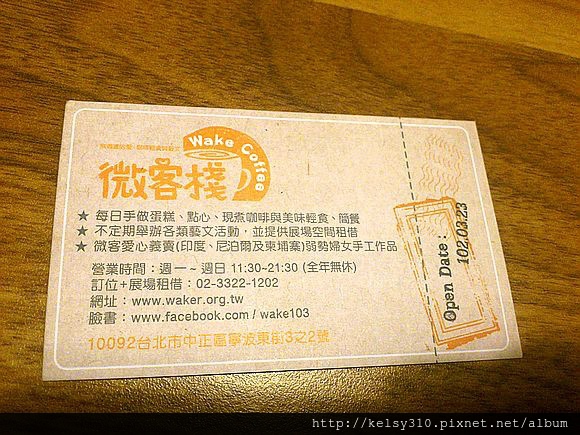 Wake Coffee
微客棧
★ 每日手做蛋糕、點心、現煮咖啡與美味輕食、簡餐
★ 不定期舉辦各類藝文活動，並提供展場空間租借
★ 微客愛心義賣(印度、尼泊爾及柬埔寨)弱勢婦女手工作品
營業時間：週一～週日 11:30~21:30 (全年無休)
訂位+展場租借：02-3322-1202
網址：www.waker.org.tw
臉書：www.facebook.com / wake103
10092台北市中正區寧波東街3之2號
Open Date:
102.03.23
http://kelsy310.pixnet.net/album